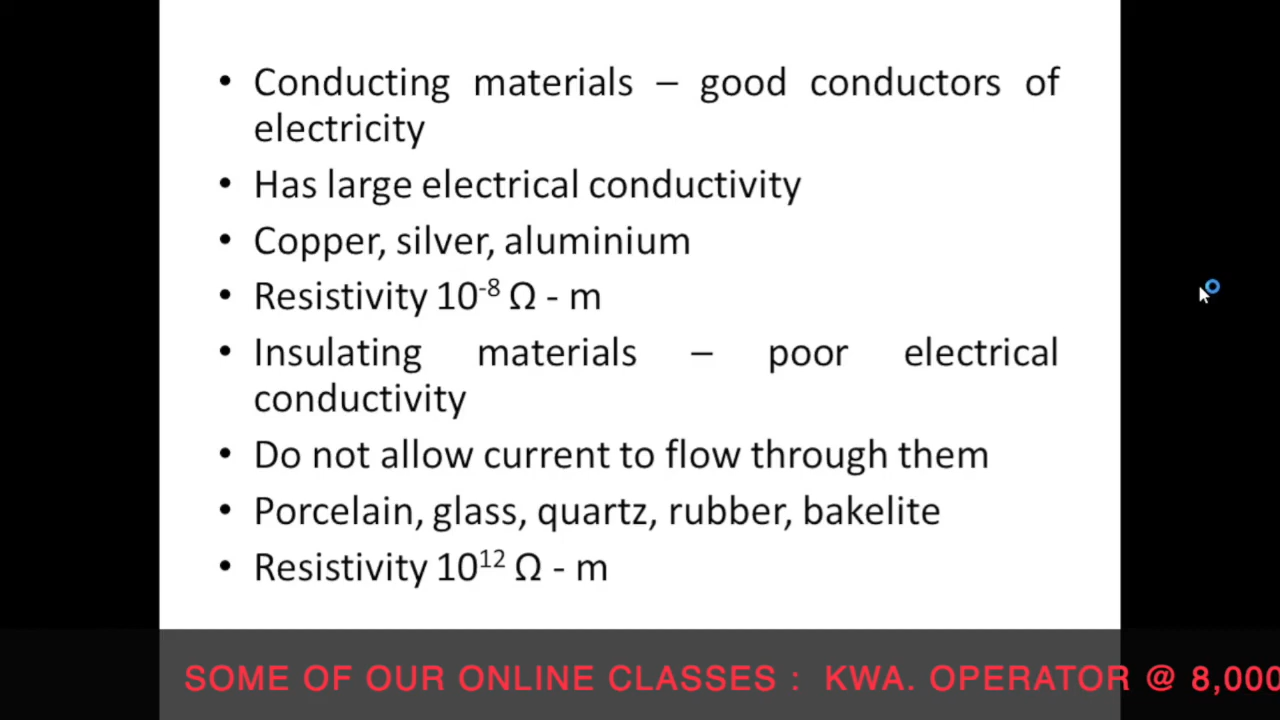 • Conducting materials – good conductors of
electricity
• Has large electrical conductivity
• Copper, silver, aluminium
• Resistivity 10⁻⁸ Ω - m
• Insulating materials – poor electrical
conductivity
• Do not allow current to flow through them
• Porcelain, glass, quartz, rubber, bakelite
• Resistivity 10¹² Ω - m
SOME OF OUR ONLINE CLASSES : KWA. OPERATOR @ 8,000